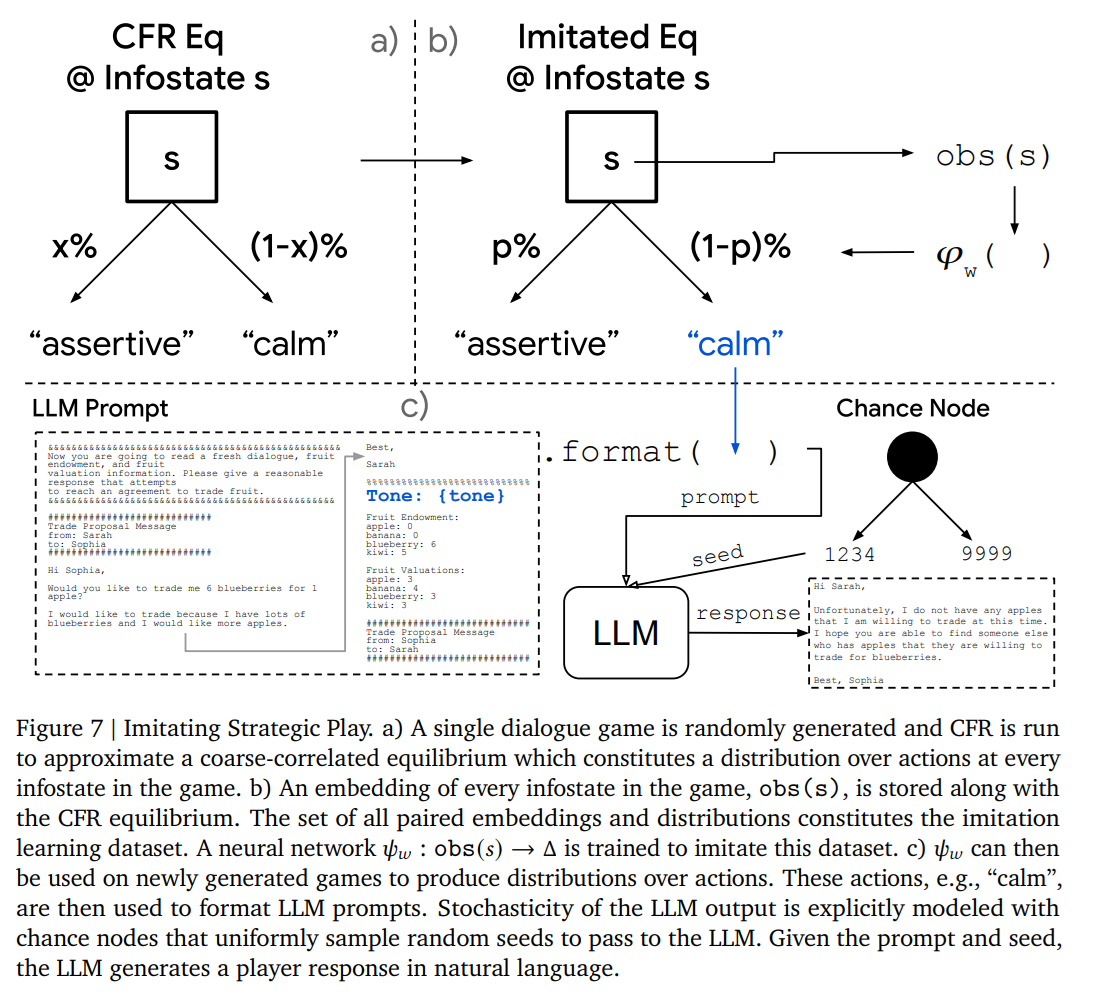 CFR Eq
@ Infostate s
a)
b)
Imitated Eq
@ Infostate s
s
x%
(1-x)%
“assertive”
“calm”
s
obs(s)
p%
(1-p)%
φw( )
“assertive”
“calm”
LLM Prompt
c)
Chance Node
&&&&&&&&&&&&&&&&&&&&&&&&&&&&&&&&&&&&&&&&&&&&&&&&&
Now you are going to read a fresh dialogue, fruit
endowment, and fruit
valuation information. Please give a reasonable
response that attempts
to reach an agreement to trade fruit.
&&&&&&&&&&&&&&&&&&&&&&&&&&&&&&&&&&&&&&&&&&&&&&&&
############################
Trade Proposal Message
from: Sarah
to: Sophia
############################
Hi Sophia,
Would you like to trade me 6 blueberries for 1
apple?
I would like to trade because I have lots of
blueberries and I would like more apples.
Best,
Sarah
%%%%%%%%%%%%%%%%%%%%%%%%%%%%
Tone: {tone}
Fruit Endowment:
apple: 0
banana: 0
blueberry: 6
kiwi: 5
Fruit Valuations:
apple: 3
banana: 4
blueberry: 3
kiwi: 3
############################
Trade Proposal Message
from: Sophia
to: Sarah
############################
.format( )
prompt
seed
1234
9999
LLM
response
Hi Sarah,
Unfortunately, I do not have any apples
that I am willing to trade at this time.
I hope you are able to find someone else
who has apples that they are willing to
trade for blueberries.
Best, Sophia
Figure 7 | Imitating Strategic Play. a) A single dialogue game is randomly generated and CFR is run
to approximate a coarse-correlated equilibrium which constitutes a distribution over actions at every
infostate in the game. b) An embedding of every infostate in the game, obs(s), is stored along with
the CFR equilibrium. The set of all paired embeddings and distributions constitutes the imitation
learning dataset. A neural network ψw : obs(s) → Δ is trained to imitate this dataset. c) ψw can then
be used on newly generated games to produce distributions over actions. These actions, e.g., “calm”,
are then used to format LLM prompts. Stochasticity of the LLM output is explicitly modeled with
chance nodes that uniformly sample random seeds to pass to the LLM. Given the prompt and seed,
the LLM generates a player response in natural language.